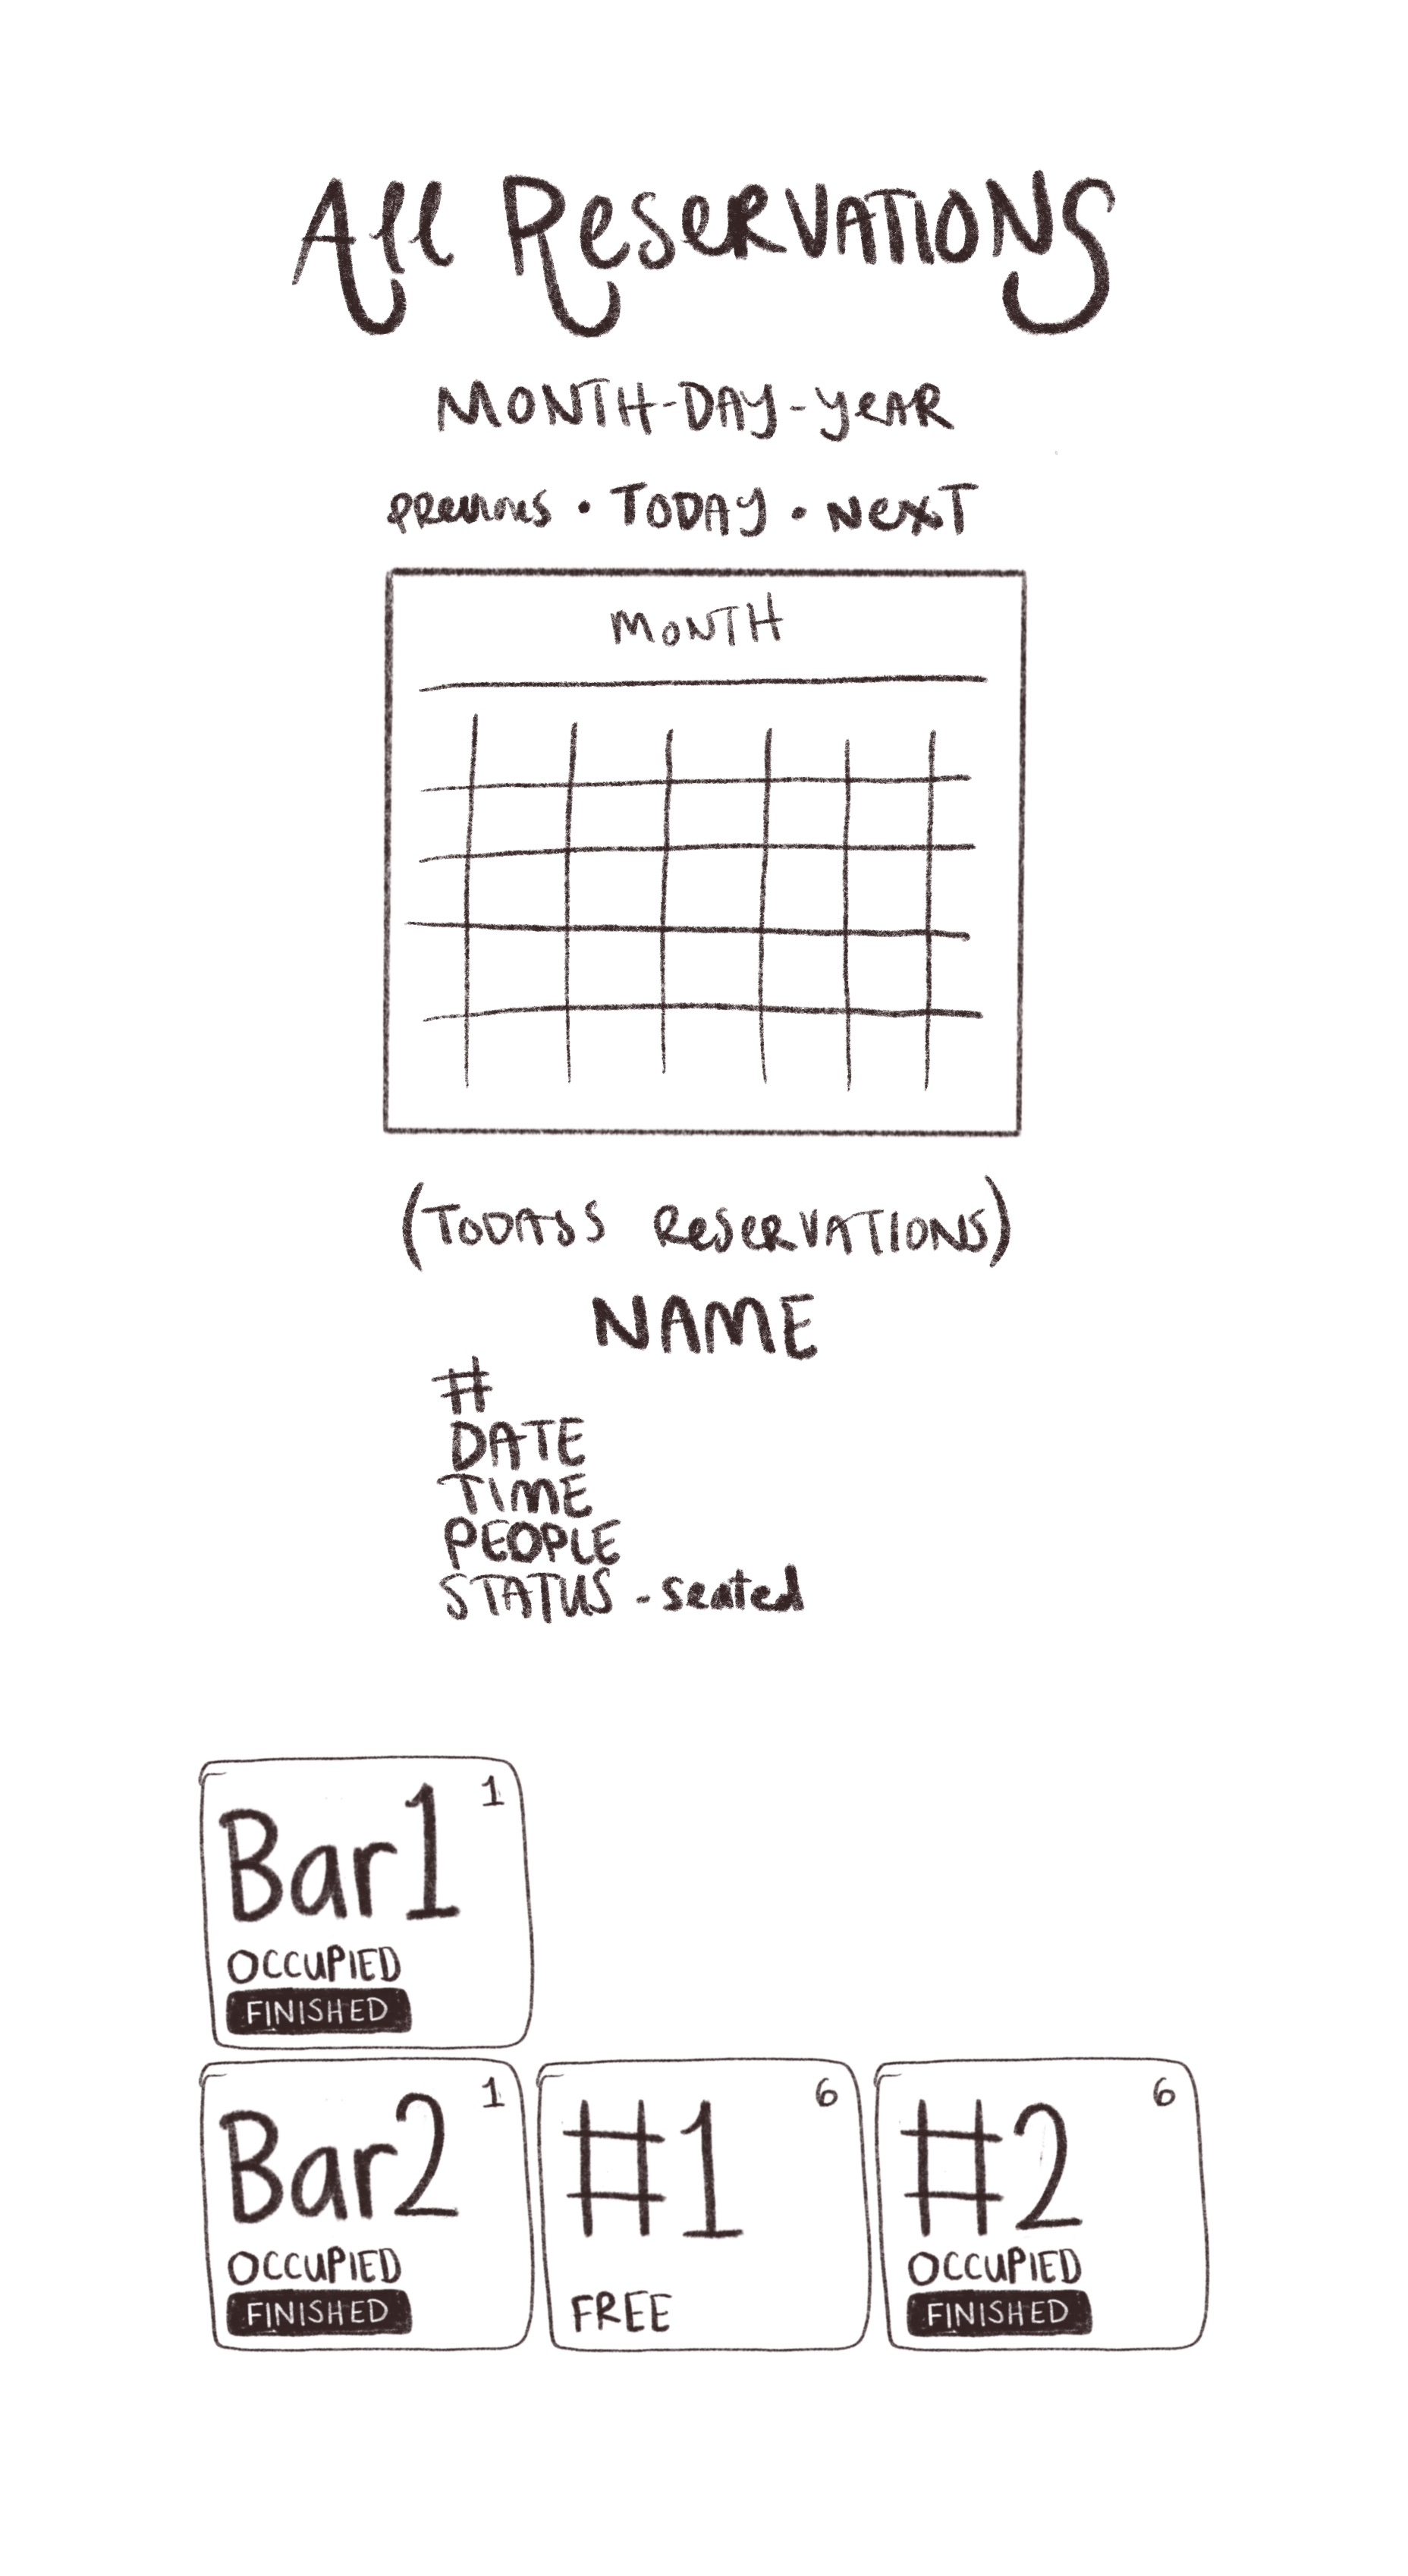 All Reservations
MONTH-DAY-YEAR
Previous • TODAY • NEXT
MONTH
(TODAYS ReserVATIONS)
NAME
#
DATE
TIME
PEOPLE
STATUS - seated
1
Bar1
OCCUPIED
FINISHED
1
Bar2
OCCUPIED
FINISHED
6
#1
FREE
6
#2
OCCUPIED
FINISHED